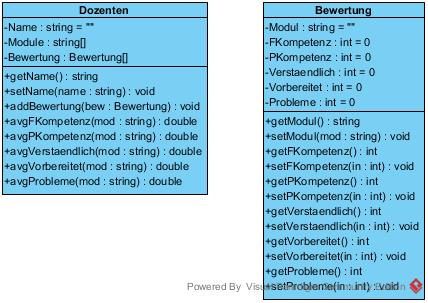 Dozenten
-Name : string = ""
-Module : string[]
-Bewertung : Bewertung[]
+getName() : string
+setName(name : string) : void
+addBewertung(bew : Bewertung) : void
+avgFKompetenz(mod : string) : double
+avgPKompetenz(mod : string) : double
+avgVerstaendlich(mod : string) : double
+avgVorbereitet(mod : string) : double
+avgProbleme(mod : string) : double
Bewertung
-Modul : string = ""
-FKompetenz : int = 0
-PKompetenz : int = 0
-Verstaendlich : int = 0
-Vorbereitet : int = 0
-Probleme : int = 0
+getModul() : string
+setModul(mod : string) : void
+getFKompetenz() : int
+setFKompetenz(in : int) : void
+getPKompetenz() : int
+setPKompetenz(in : int) : void
+getVerstaendlich() : int
+setVerstaendlich(in : int) : void
+getVorbereitet() : int
+setVorbereitet(in : int) : void
+getProbleme() : int
+setProbleme(in : int) : void
Powered By Visual